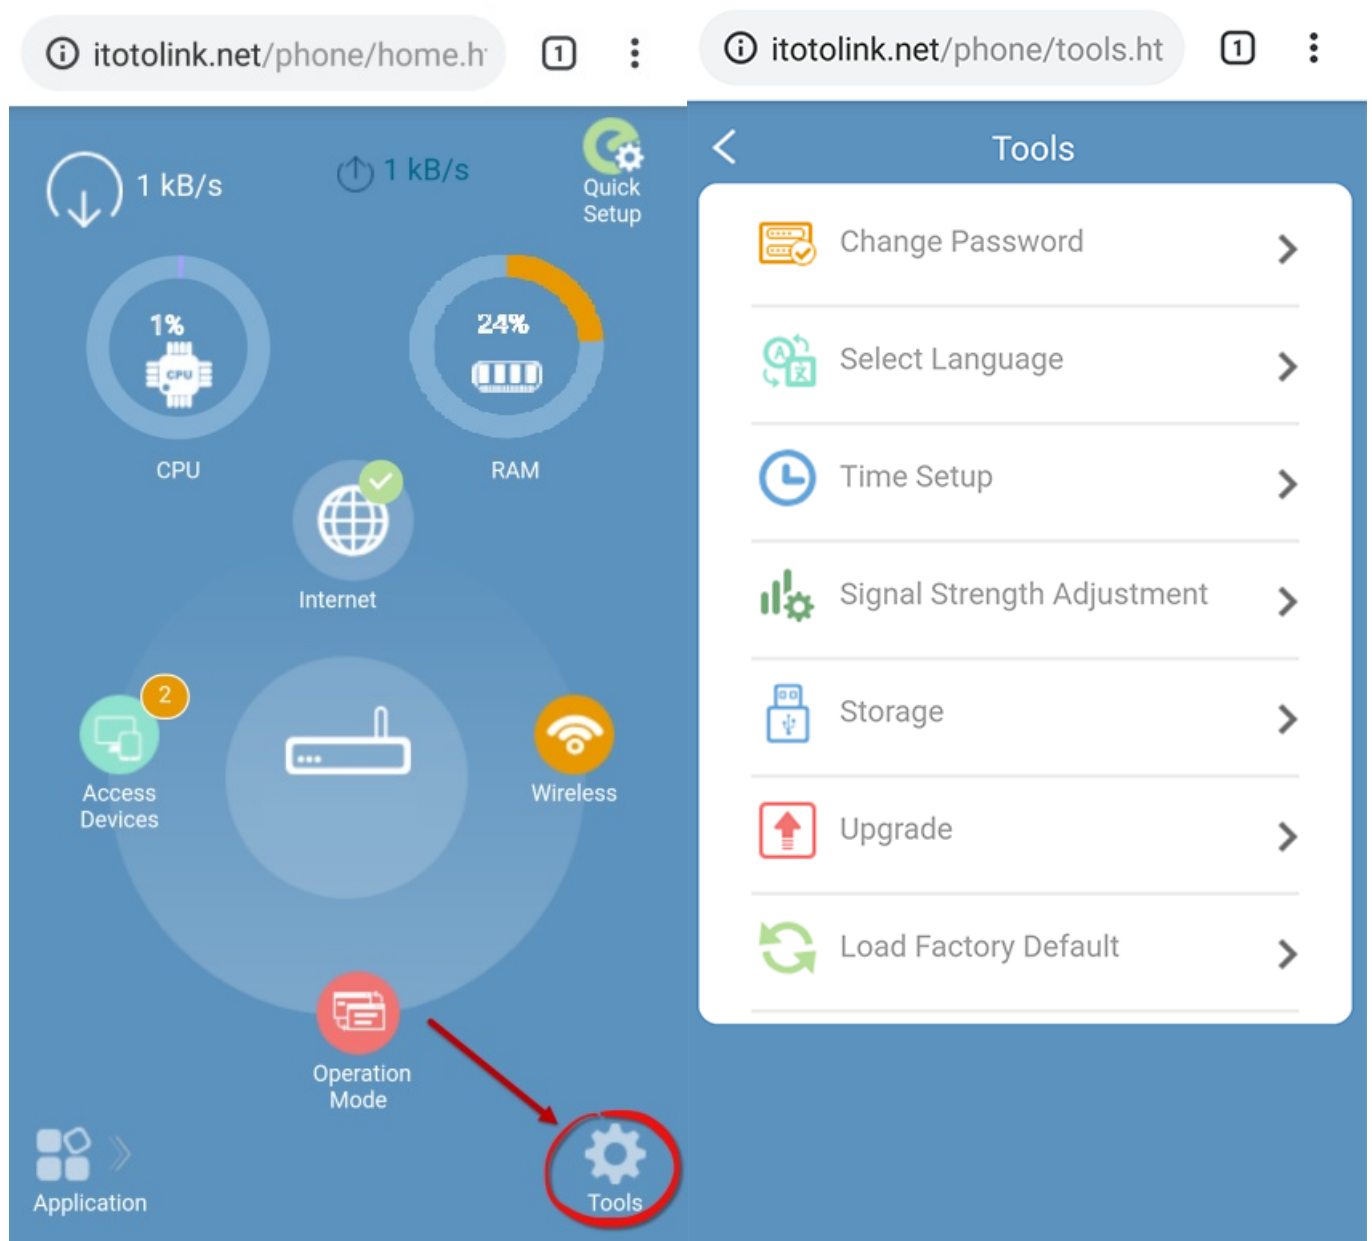 itotolink.net/phone/home.h
1
1 kB/s
1 kB/s
Quick
Setup
1%
CPU
CPU
24%
RAM
Internet
2
Access
Devices
Wireless
Operation
Mode
Application
Tools
itotolink.net/phone/tools.ht
1
Tools
Change Password
A
文
Select Language
Time Setup
Signal Strength Adjustment
Storage
Upgrade
Load Factory Default